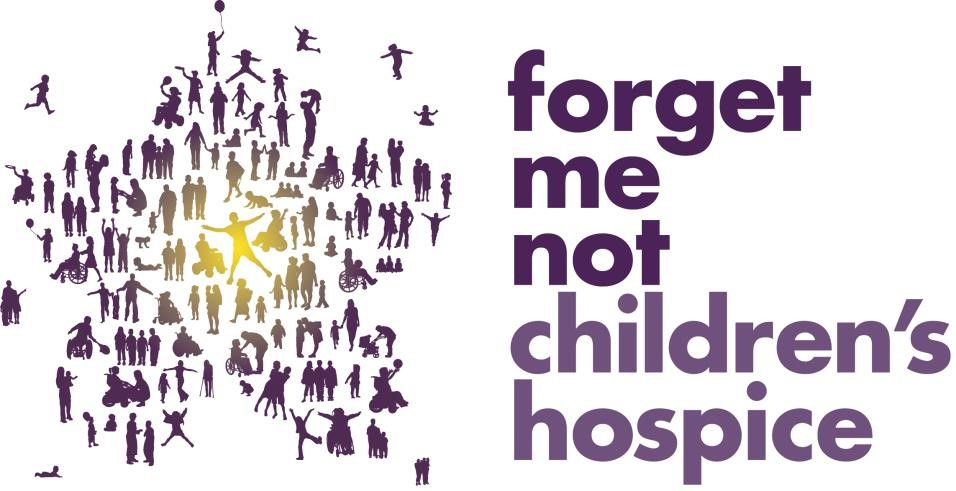 forget
me
not
children’s
hospice